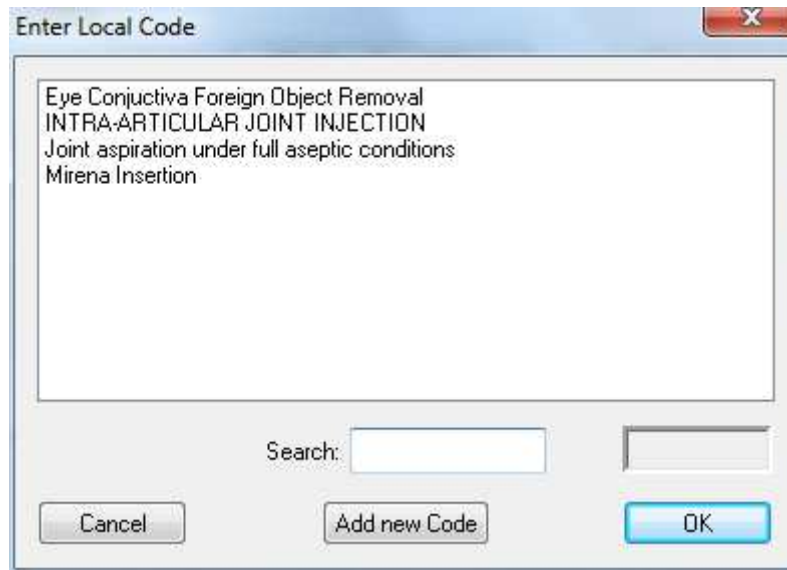 Enter Local Code
Eye Conjuctiva Foreign Object Removal
INTRA-ARTICULAR JOINT INJECTION
Joint aspiration under full aseptic conditions
Mirena Insertion
Search:
Cancel
Add new Code
OK